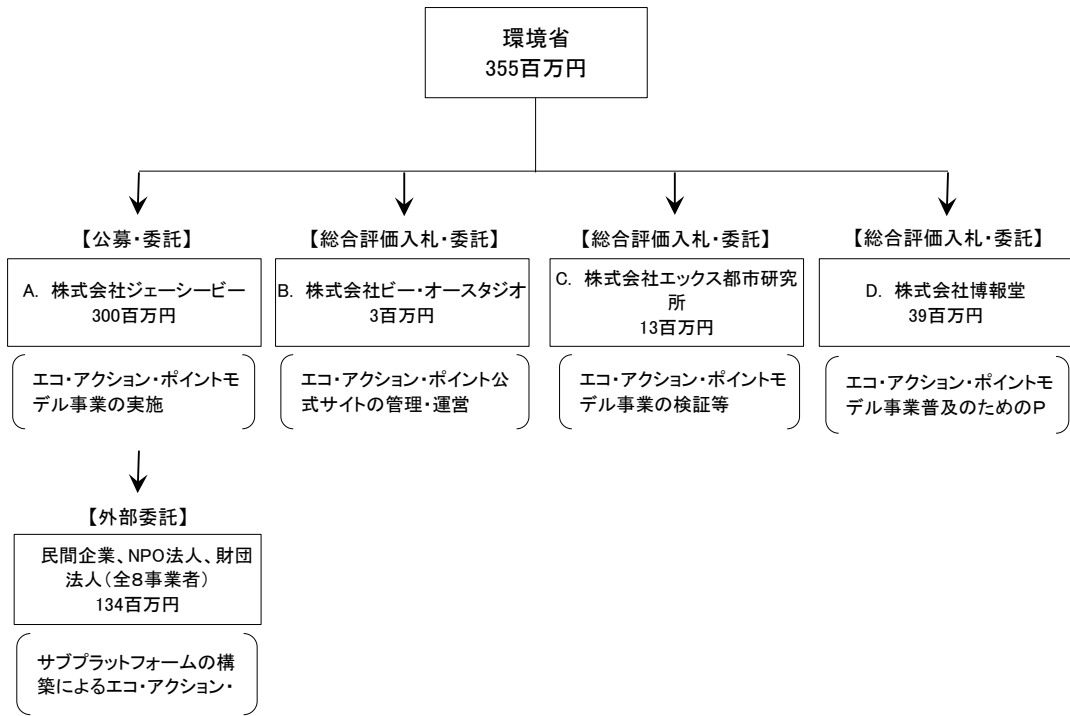 環境省
355百万円
【公募・委託】
A. 株式会社ジェーシービー
300百万円
エコ・アクション・ポイントモ
デル事業の実施
【総合評価入札・委託】
B. 株式会社ビー・オースタジオ
3百万円
エコ・アクション・ポイント公
式サイトの管理・運営
【総合評価入札・委託】
C. 株式会社エックス都市研究
所
13百万円
エコ・アクション・ポイントモ
デル事業の検証等
【総合評価入札・委託】
D. 株式会社博報堂
39百万円
エコ・アクション・ポイントモ
デル事業普及のためのP
【外部委託】
民間企業、NPO法人、財団
法人(全8事業者)
134百万円
サブプラットフォームの構
築によるエコ・アクション・